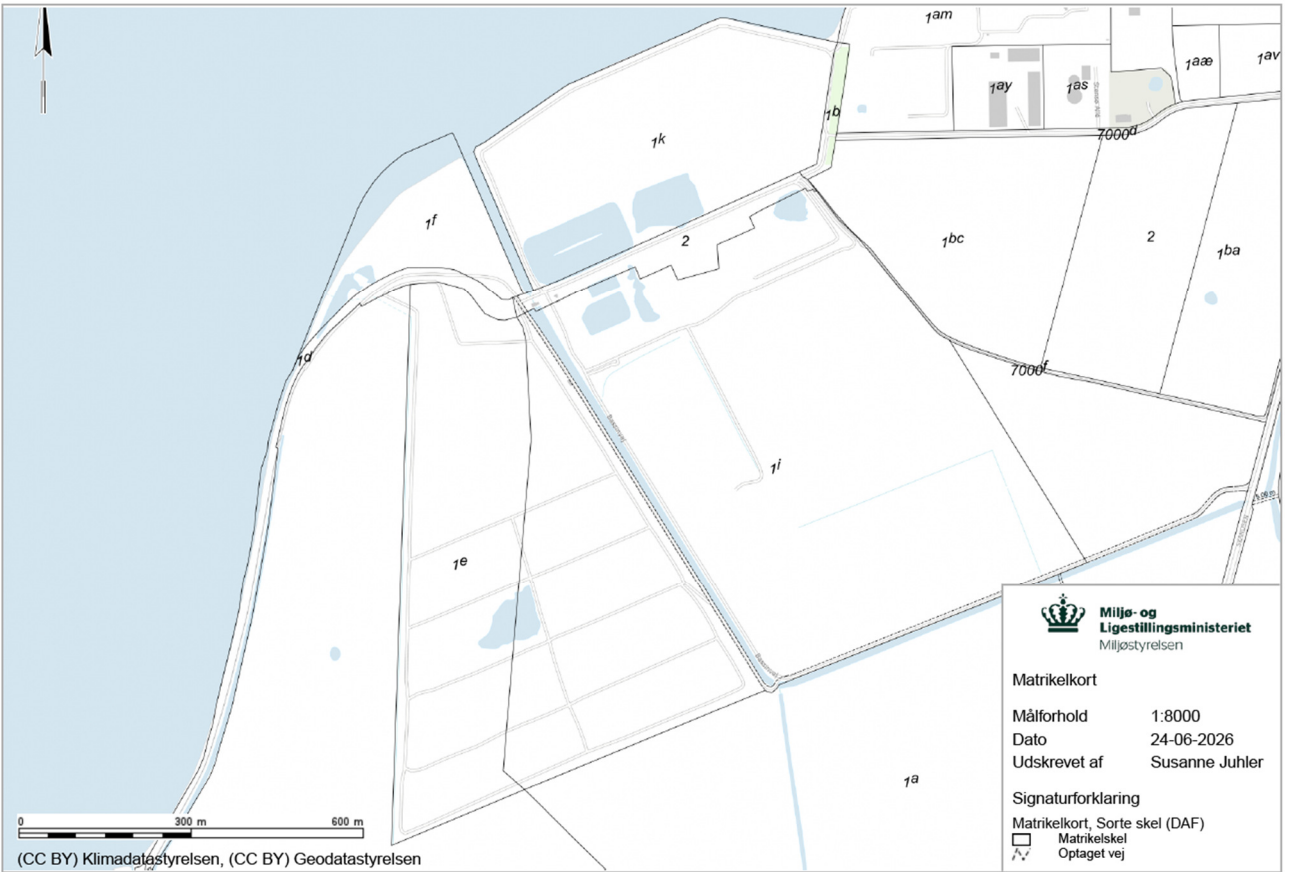 1am
1aæ
1av
1ay
1as
1b
7000d
1k
1f
2
1bc
2
1ba
1d
7000f
1i
1e
1a
Miljø- og
Ligestillingsministeriet
Miljøstyrelsen
Matrikelkort
Målforhold 1:8000
Dato 24-06-2026
Udskrevet af Susanne Juhler
Signaturforklaring
Matrikelkort, Sorte skel (DAF)
Matrikelskel
Optaget vej
0 300 m 600 m
(CC BY) Klimadatastyrelsen, (CC BY) Geodatastyrelsen